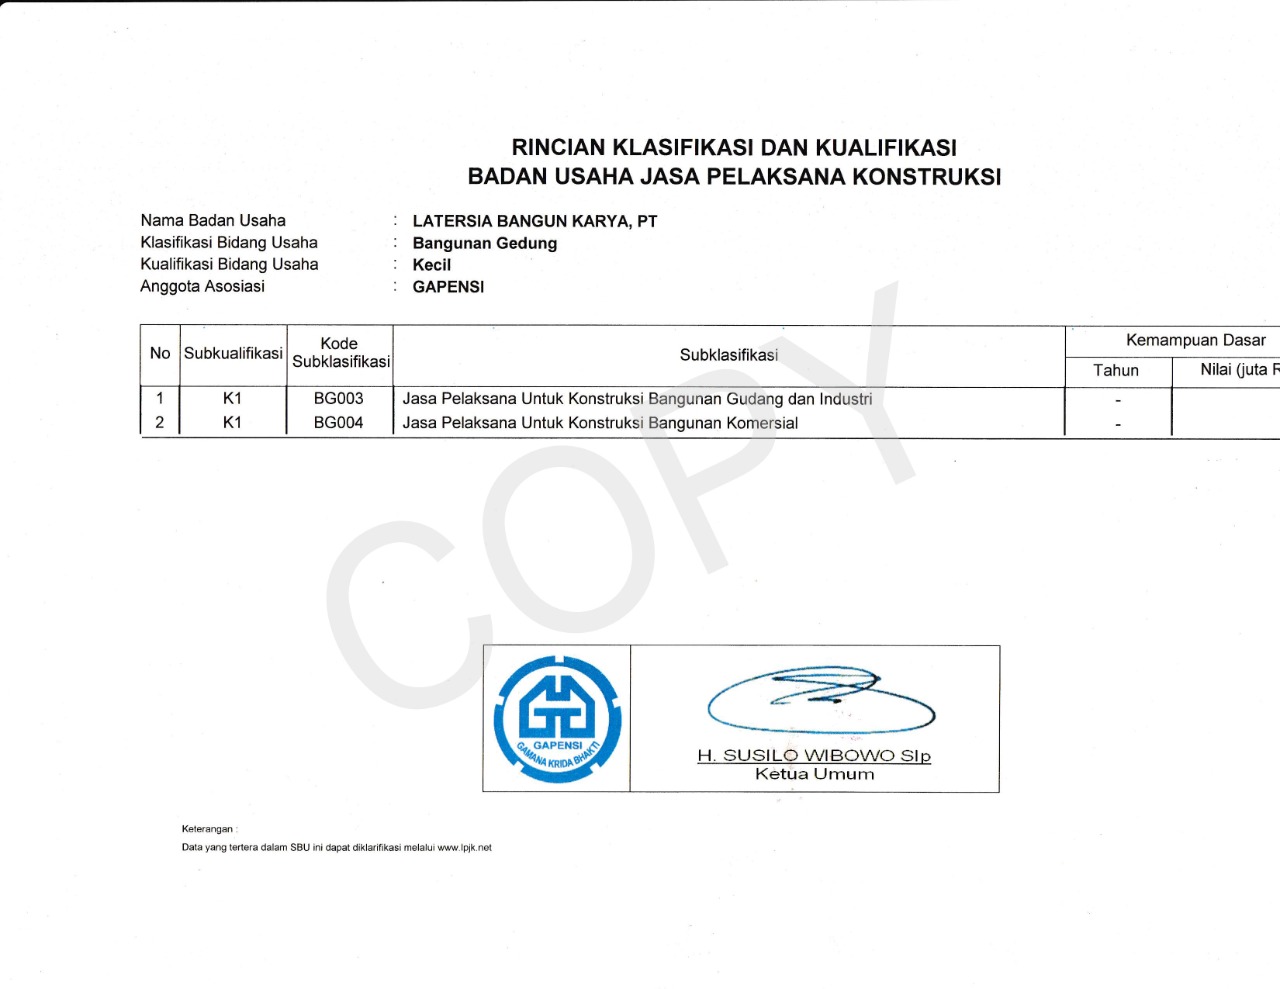 RINCIAN KLASIFIKASI DAN KUALIFIKASI
BADAN USAHA JASA PELAKSANA KONSTRUKSI
Nama Badan Usaha : LATERSIA BANGUN KARYA, PT
Klasifikasi Bidang Usaha : Bangunan Gedung
Kualifikasi Bidang Usaha : Kecil
Anggota Asosiasi : GAPENSI
No Subkualifikasi Kode Subklasifikasi Subklasifikasi Kemampuan Dasar
Tahun Nilai (juta R
1 K1 BG003 Jasa Pelaksana Untuk Konstruksi Bangunan Gudang dan Industri -
2 K1 BG004 Jasa Pelaksana Untuk Konstruksi Bangunan Komersial -
COPY
GAPENSI
GAMANA KRIDA BHAKTI
H. SUSILO WIBOWO SIp
Ketua Umum
Keterangan :
Data yang tertera dalam SBU ini dapat diklarifikasi melalui www.lpjk.net